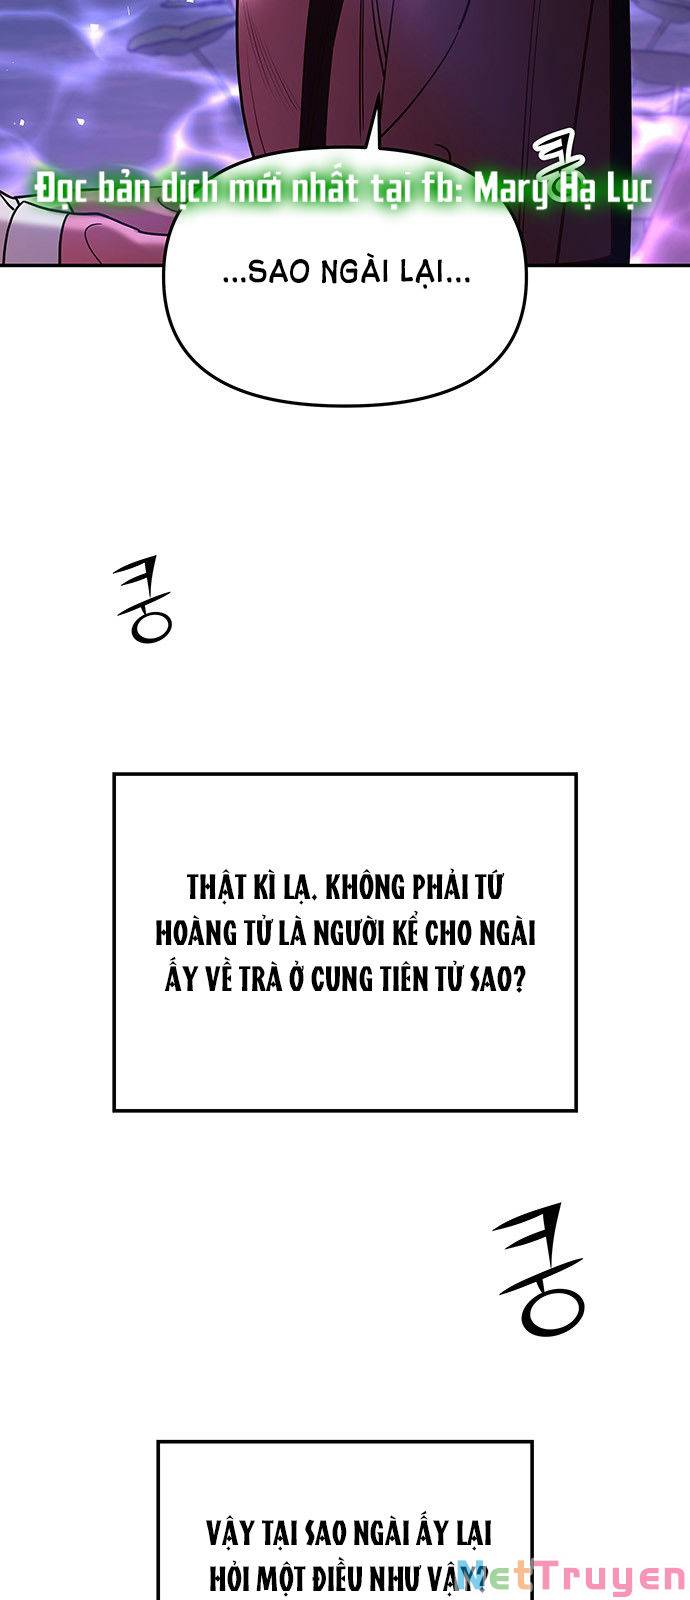 쿵
Đọc bản dịch mới nhất tại fb: Mary Hạ Lục
...SAO NGÀI LẠI...
쿵
THẬT KÌ LẠ. KHÔNG PHẢI TỨ
HOÀNG TỬ LÀ NGƯỜI KỂ CHO NGÀI
ẤY VỀ TRÀ Ở CUNG TIÊN TỬ SAO?
쿵
VẬY TẠI SAO NGÀI ẤY LẠI
HỎI MỘT ĐIỀU NHƯ VẬY?
NetTruyen